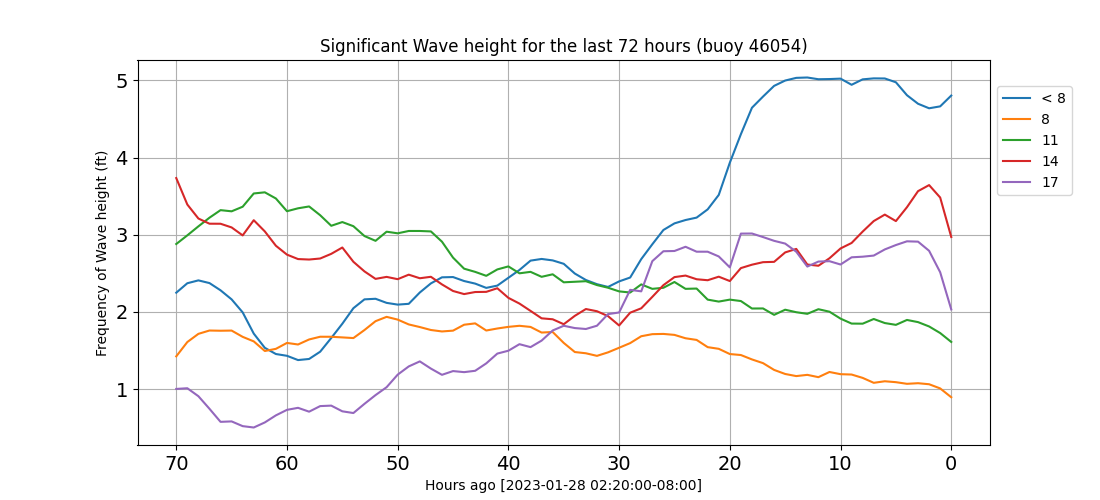 Significant Wave height for the last 72 hours (buoy 46054)
Frequency of Wave height (ft)
5
4
3
2
1
70 60 50 40 30 20 10 0
Hours ago [2023-01-28 02:20:00-08:00]
< 8
8
11
14
17